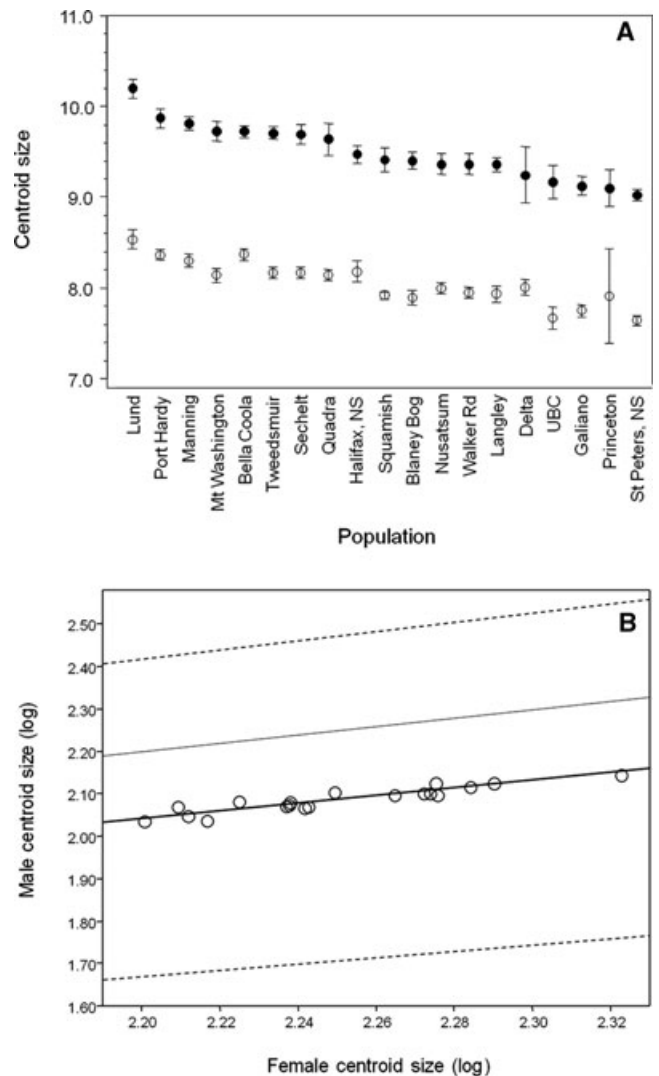 A
11.0
10.0
9.0
8.0
7.0
Centroid size
Lund
Port Hardy
Manning
Mt Washington
Bella Coola
Tweedsmuir
Sechelt
Quadra
Halifax, NS
Squamish
Blaney Bog
Nusatsum
Walker Rd
Langley
Delta
UBC
Galiano
Princeton
St Peters, NS
Population
B
2.50
2.40
2.30
2.20
2.10
2.00
1.90
1.80
1.70
1.60
Male centroid size (log)
2.20
2.22
2.24
2.26
2.28
2.30
2.32
Female centroid size (log)